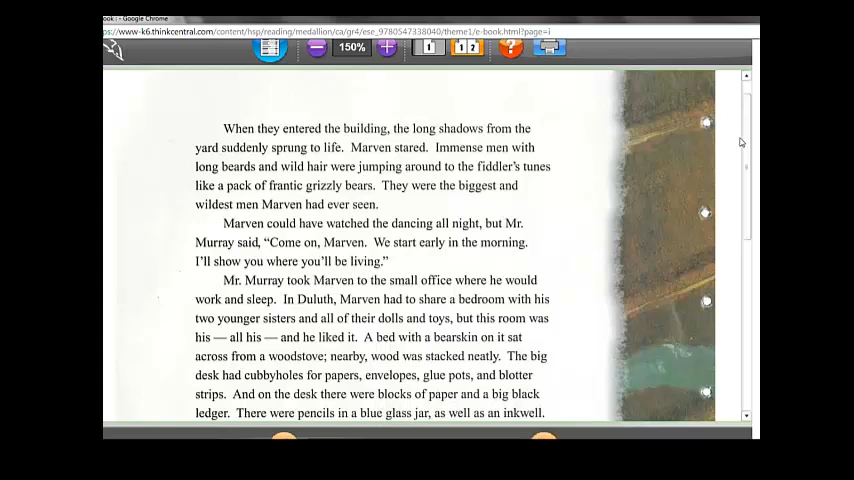 ook : - Google Chrome
ps://www-k6.thinkcentral.com/content/hsp/reading/medallion/ca/gr4/ese_9780547338040/theme1/e-book.html?page=i
150%
1
1 2
?
When they entered the building, the long shadows from the
yard suddenly sprung to life. Marven stared. Immense men with
long beards and wild hair were jumping around to the fiddler's tunes
like a pack of frantic grizzly bears. They were the biggest and
wildest men Marven had ever seen.
Marven could have watched the dancing all night, but Mr.
Murray said, “Come on, Marven. We start early in the morning.
I'll show you where you'll be living.”
Mr. Murray took Marven to the small office where he would
work and sleep. In Duluth, Marven had to share a bedroom with his
two younger sisters and all of their dolls and toys, but this room was
his — all his — and he liked it. A bed with a bearskin on it sat
across from a woodstove; nearby, wood was stacked neatly. The big
desk had cubbyholes for papers, envelopes, glue pots, and blotter
strips. And on the desk there were blocks of paper and a big black
ledger. There were pencils in a blue glass jar, as well as an inkwell.